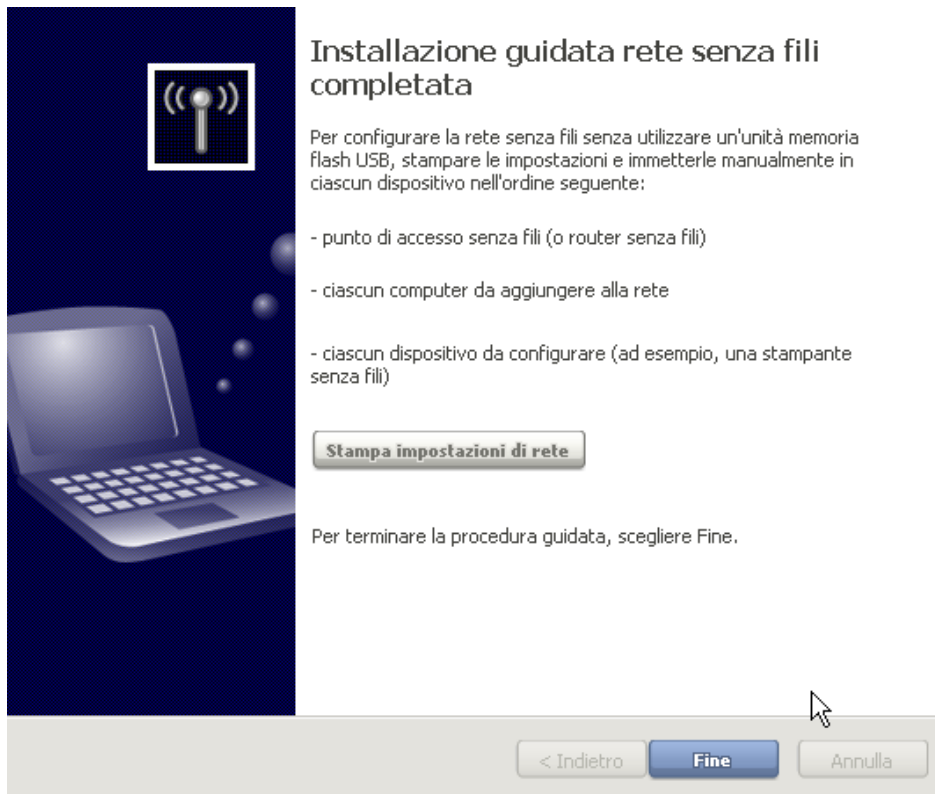 Installazione guidata rete senza fili
completata
Per configurare la rete senza fili senza utilizzare un'unità memoria
flash USB, stampare le impostazioni e immetterle manualmente in
ciascun dispositivo nell'ordine seguente:
- punto di accesso senza fili (o router senza fili)
- ciascun computer da aggiungere alla rete
- ciascun dispositivo da configurare (ad esempio, una stampante
senza fili)
Stampa impostazioni di rete
Per terminare la procedura guidata, scegliere Fine.
< Indietro
Fine
Annulla